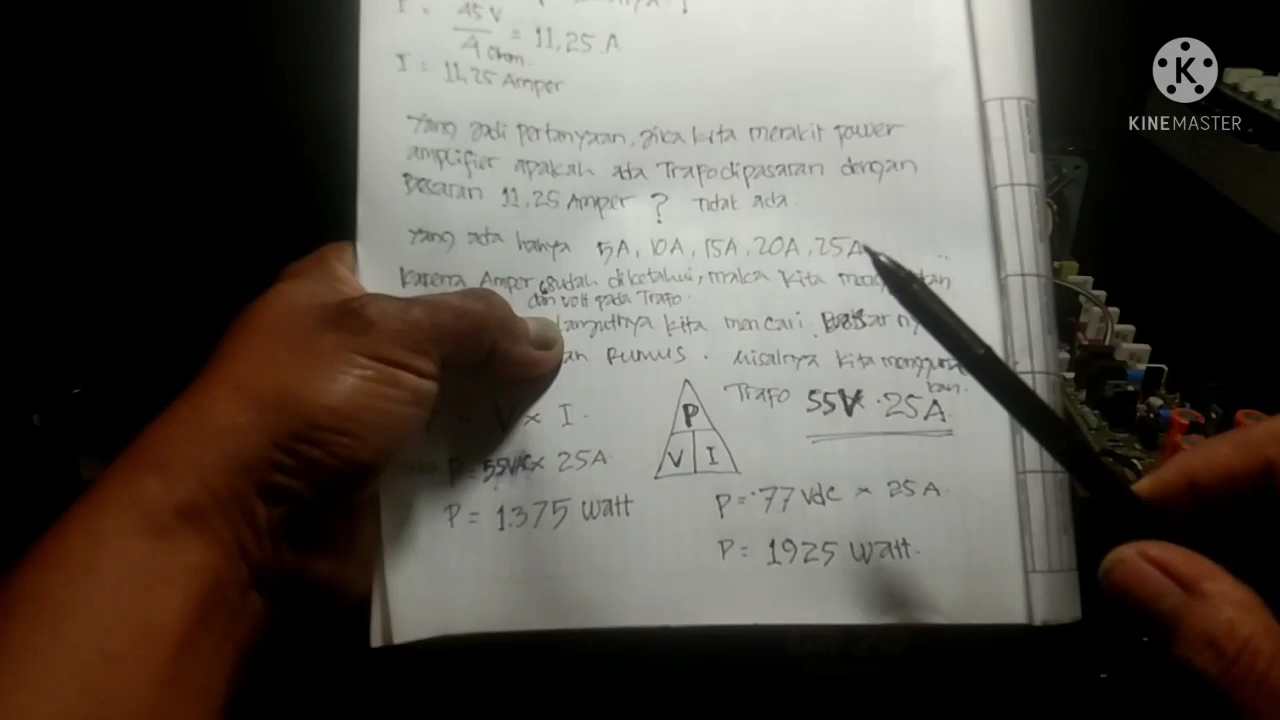 I = 45 V
4 Ohm = 11,25 A
I = 11,25 Amper
Yang jadi pertanyaan, jika kita merakit power
amplifier apakah ada Trafo dipasaran dengan
Besaran 11,25 Amper ? Tidak ada.
Yang ada hanya 5A, 10A, 15A, 20A, 25A
Karena Amper sudah diketahui, maka kita
dan volt pada Trafo.
kita mencari
Rumus. Misalnya kita mengguna
kan.
Trafo 55V . 25A.
V x I.
P
V I
P = 55VAC x 25A
P = 1.375 Watt
P = 77 Vdc x 25 A
P = 1925 Watt.
K
KINEMASTER